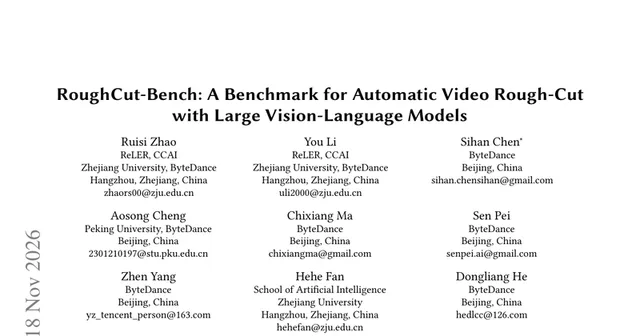 RoughCut-Bench: A Benchmark for Automatic Video Rough-Cut
with Large Vision-Language Models
Ruisi Zhao
ReLER, CCAI
Zhejiang University, ByteDance
Hangzhou, Zhejiang, China
zhaors00@zju.edu.cn
You Li
ReLER, CCAI
Zhejiang University, ByteDance
Hangzhou, Zhejiang, China
uli2000@zju.edu.cn
Sihan Chen*
ByteDance
Beijing, China
sihan.chensihan@gmail.com
Aosong Cheng
Peking University, ByteDance
Beijing, China
2301210197@stu.pku.edu.cn
Chixiang Ma
ByteDance
Beijing, China
chixiangma@gmail.com
Sen Pei
ByteDance
Beijing, China
senpei.ai@gmail.com
Zhen Yang
ByteDance
Beijing, China
yz_tencent_person@163.com
Hehe Fan
School of Artificial Intelligence
Zhejiang University
Hangzhou, Zhejiang, China
hehefan@zju.edu.cn
Dongliang He
ByteDance
Beijing, China
hedlcc@126.com
18 Nov 2026